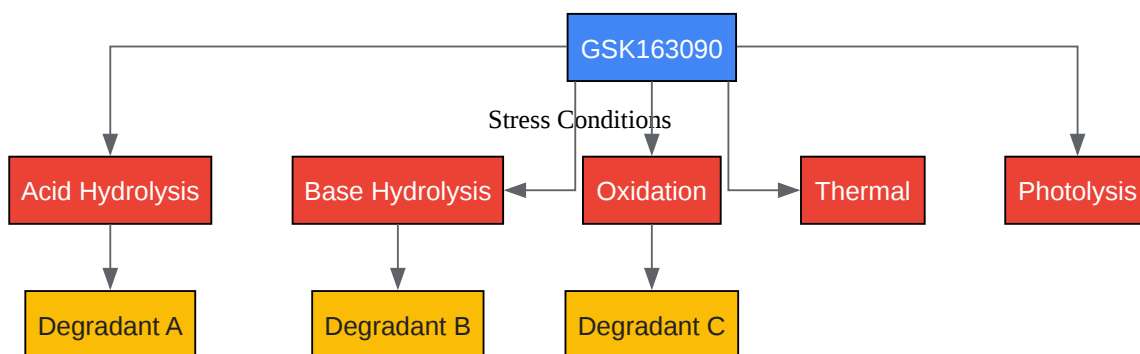 GSK163090
Stress Conditions
Acid Hydrolysis
Base Hydrolysis
Oxidation
Thermal
Photolysis
Degradant A
Degradant B
Degradant C